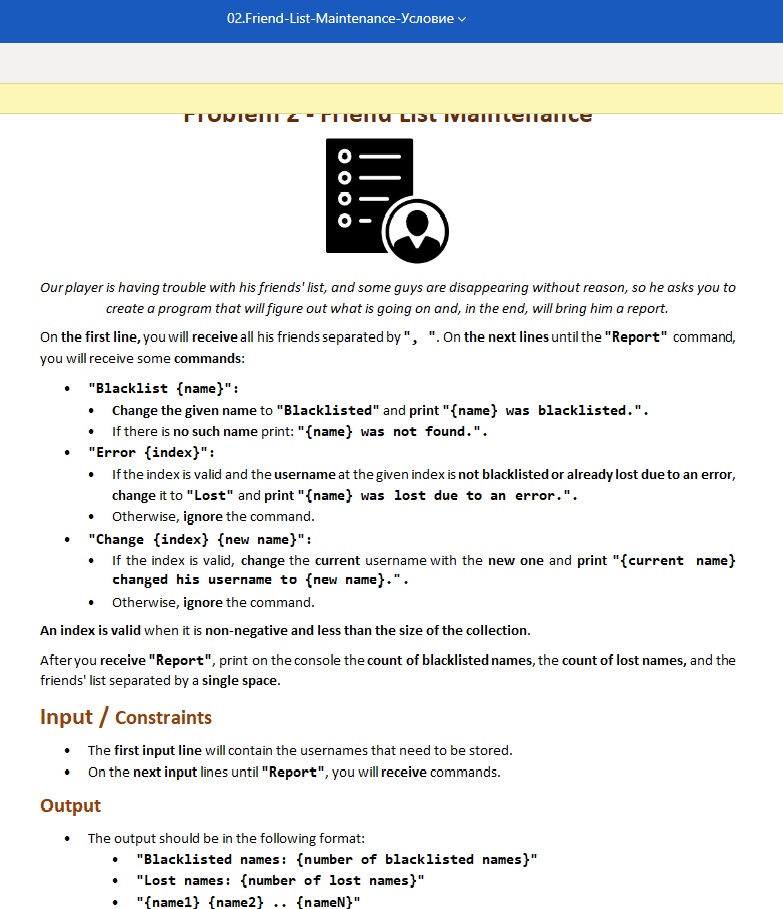 02.Friend-List-Maintenance-Условие
Problem 2 - Friend List Maintenance
Our player is having trouble with his friends' list, and some guys are disappearing without reason, so he asks you to
create a program that will figure out what is going on and, in the end, will bring him a report.
On the first line, you will receive all his friends separated by ", ". On the next lines until the "Report" command,
you will receive some commands:
• "Blacklist {name}":
• Change the given name to "Blacklisted" and print "{name} was blacklisted.".
• If there is no such name print: "{name} was not found.".
• "Error {index}":
• If the index is valid and the username at the given index is not blacklisted or already lost due to an error,
change it to "Lost" and print "{name} was lost due to an error.".
• Otherwise, ignore the command.
• "Change {index} {new name}":
• If the index is valid, change the current username with the new one and print "{current name}
changed his username to {new name}.".
• Otherwise, ignore the command.
An index is valid when it is non-negative and less than the size of the collection.
After you receive "Report", print on the console the count of blacklisted names, the count of lost names, and the
friends' list separated by a single space.
Input / Constraints
• The first input line will contain the usernames that need to be stored.
• On the next input lines until "Report", you will receive commands.
Output
• The output should be in the following format:
• "Blacklisted names: {number of blacklisted names}"
• "Lost names: {number of lost names}"
• "{name1} {name2} .. {nameN}"